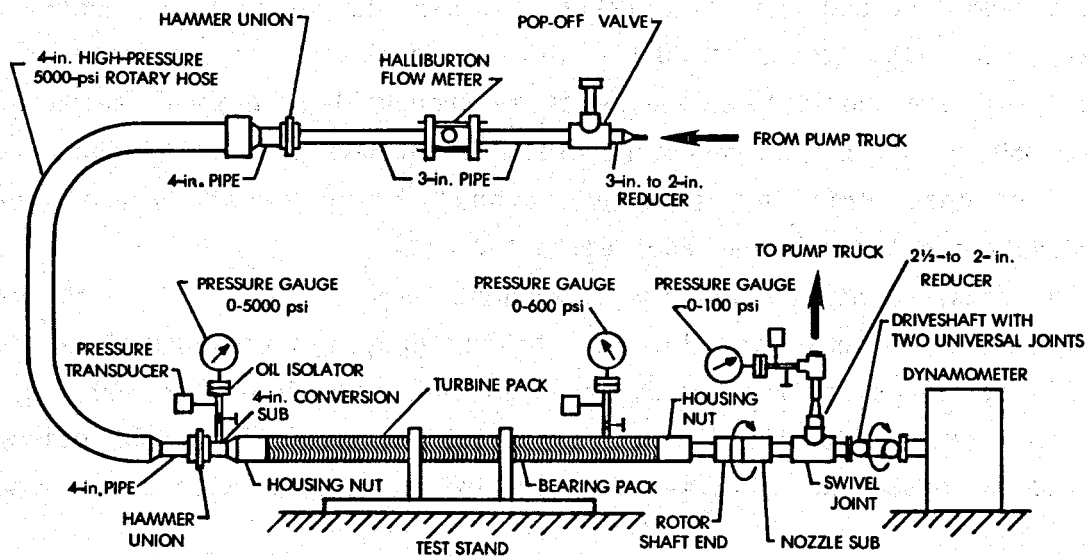 HAMMER UNION
POP-OFF VALVE
4-in. HIGH-PRESSURE
5000-psi ROTARY HOSE
HALLIBURTON
FLOW METER
FROM PUMP TRUCK
4-in. PIPE
3-in. PIPE
3-in. to 2-in.
REDUCER
TO PUMP TRUCK
2½-to 2-in.
REDUCER
PRESSURE GAUGE
0-5000 psi
PRESSURE GAUGE
0-600 psi
PRESSURE GAUGE
0-100 psi
DRIVESHAFT WITH
TWO UNIVERSAL JOINTS
PRESSURE
TRANSDUCER
OIL ISOLATOR
4-in. CONVERSION
SUB
TURBINE PACK
HOUSING
NUT
DYNAMOMETER
4-in. PIPE
HOUSING NUT
BEARING PACK
SWIVEL
JOINT
HAMMER
UNION
TEST STAND
ROTOR
SHAFT END
NOZZLE SUB